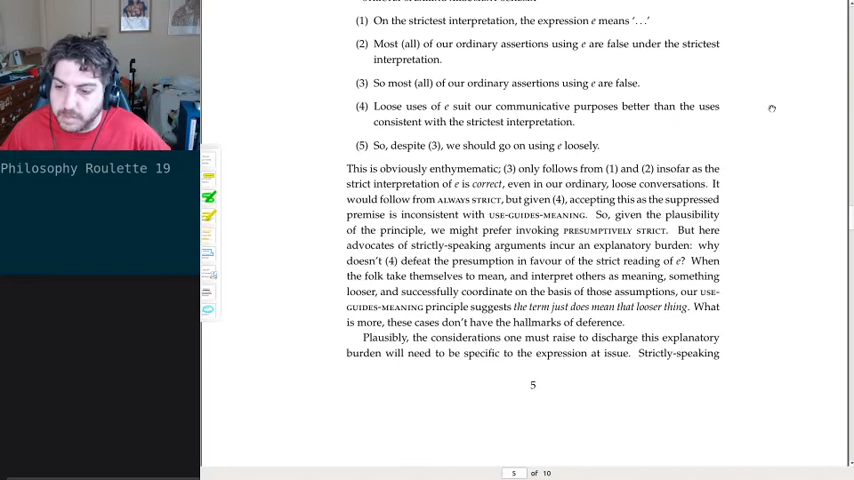 (1) On the strictest interpretation, the expression e means '...'
(2) Most (all) of our ordinary assertions using e are false under the strictest
interpretation.
(3) So most (all) of our ordinary assertions using e are false.
(4) Loose uses of e suit our communicative purposes better than the uses
consistent with the strictest interpretation.
(5) So, despite (3), we should go on using e loosely.
Philosophy Roulette 19
This is obviously enthymematic; (3) only follows from (1) and (2) insofar as the
strict interpretation of e is correct, even in our ordinary, loose conversations. It
would follow from ALWAYS STRICT, but given (4), accepting this as the suppressed
premise is inconsistent with USE-GUIDES-MEANING. So, given the plausibility
of the principle, we might prefer invoking PRESUMPTIVELY STRICT. But here
advocates of strictly-speaking arguments incur an explanatory burden: why
doesn't (4) defeat the presumption in favour of the strict reading of e? When
the folk take themselves to mean, and interpret others as meaning, something
looser, and successfully coordinate on the basis of those assumptions, our USE-
GUIDES-MEANING principle suggests the term just does mean that looser thing. What
is more, these cases don't have the hallmarks of deference.
Plausibly, the considerations one must raise to discharge this explanatory
burden will need to be specific to the expression at issue. Strictly-speaking
5
5 of 10